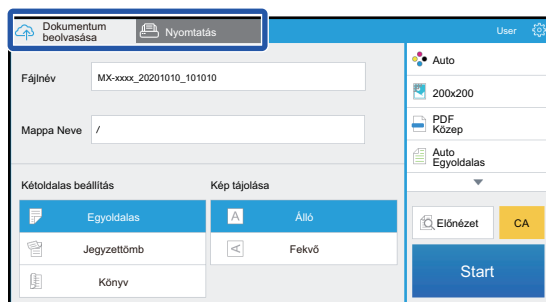 Dokumentum
beolvasása
Nyomtatás
User
Fájlnév
MX-xxxx_20201010_101010
Mappa Neve
/
Kétoldalas beállítás
Kép tájolása
Egyoldalas
A
Álló
Jegyzettömb
A
Fekvő
Könyv
Auto
200x200
PDF
Közep
Auto
Egyoldalas
Előnézet
CA
Start